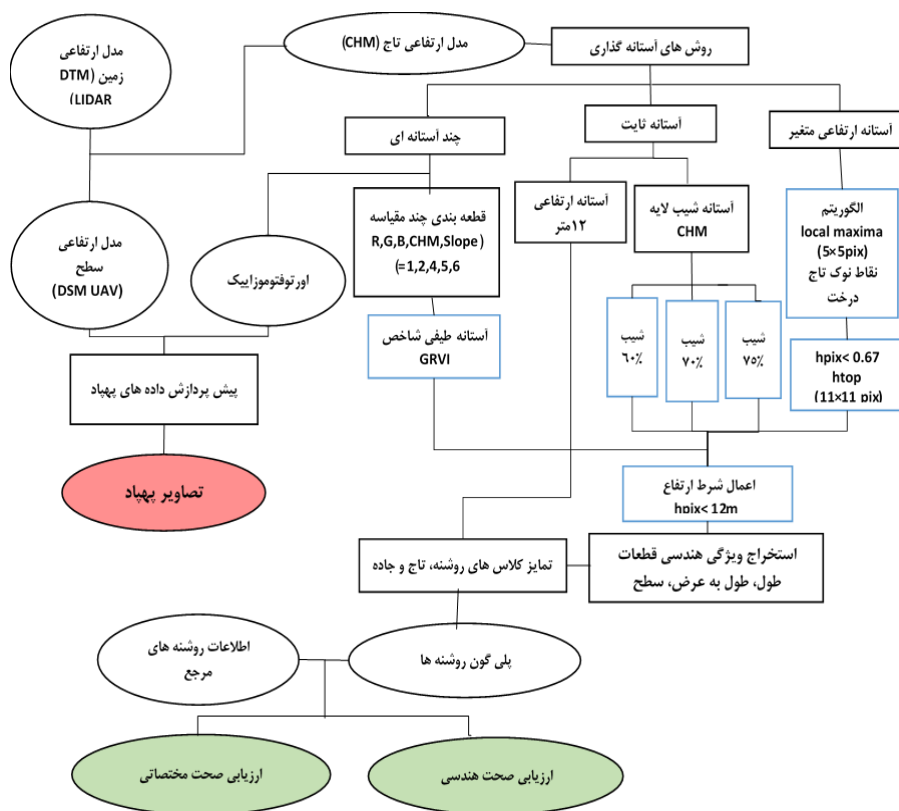 مدل ارتفاعی
زمین (DTM
LIDAR)
مدل ارتفاعی تاج (CHM)
روش های آستانه گذاری
چند آستانه ای
آستانه ثابت
آستانه ارتفاعی متغیر
مدل ارتفاعی
سطح
(DSM UAV)
اورتوفتوموزاییک
قطعه بندی چند مقیاسه
R,G,B,CHM,Slope)
(=1,2,4,5,6
آستانه ارتفاعی
۱۲متر
آستانه شیب لایه
CHM
الگوریتم
local maxima
(5×5pix)
نقاط نوک تاج
درخت
آستانه طیفی شاخص
GRVI
شیب
۶۰٪
شیب
۷۰٪
شیب
۷۵٪
hpix< 0.67
htop
(11×11 pix)
پیش پردازش داده های پهپاد
تصاویر پهپاد
اعمال شرط ارتفاع
hpix< 12m
تمایز کلاس های روشنه، تاج و جاده
استخراج ویژگی هندسی قطعات
طول، طول به عرض، سطح
اطلاعات روشنه های
مرجع
پلی گون روشنه ها
ارزیابی صحت مختصاتی
ارزیابی صحت هندسی